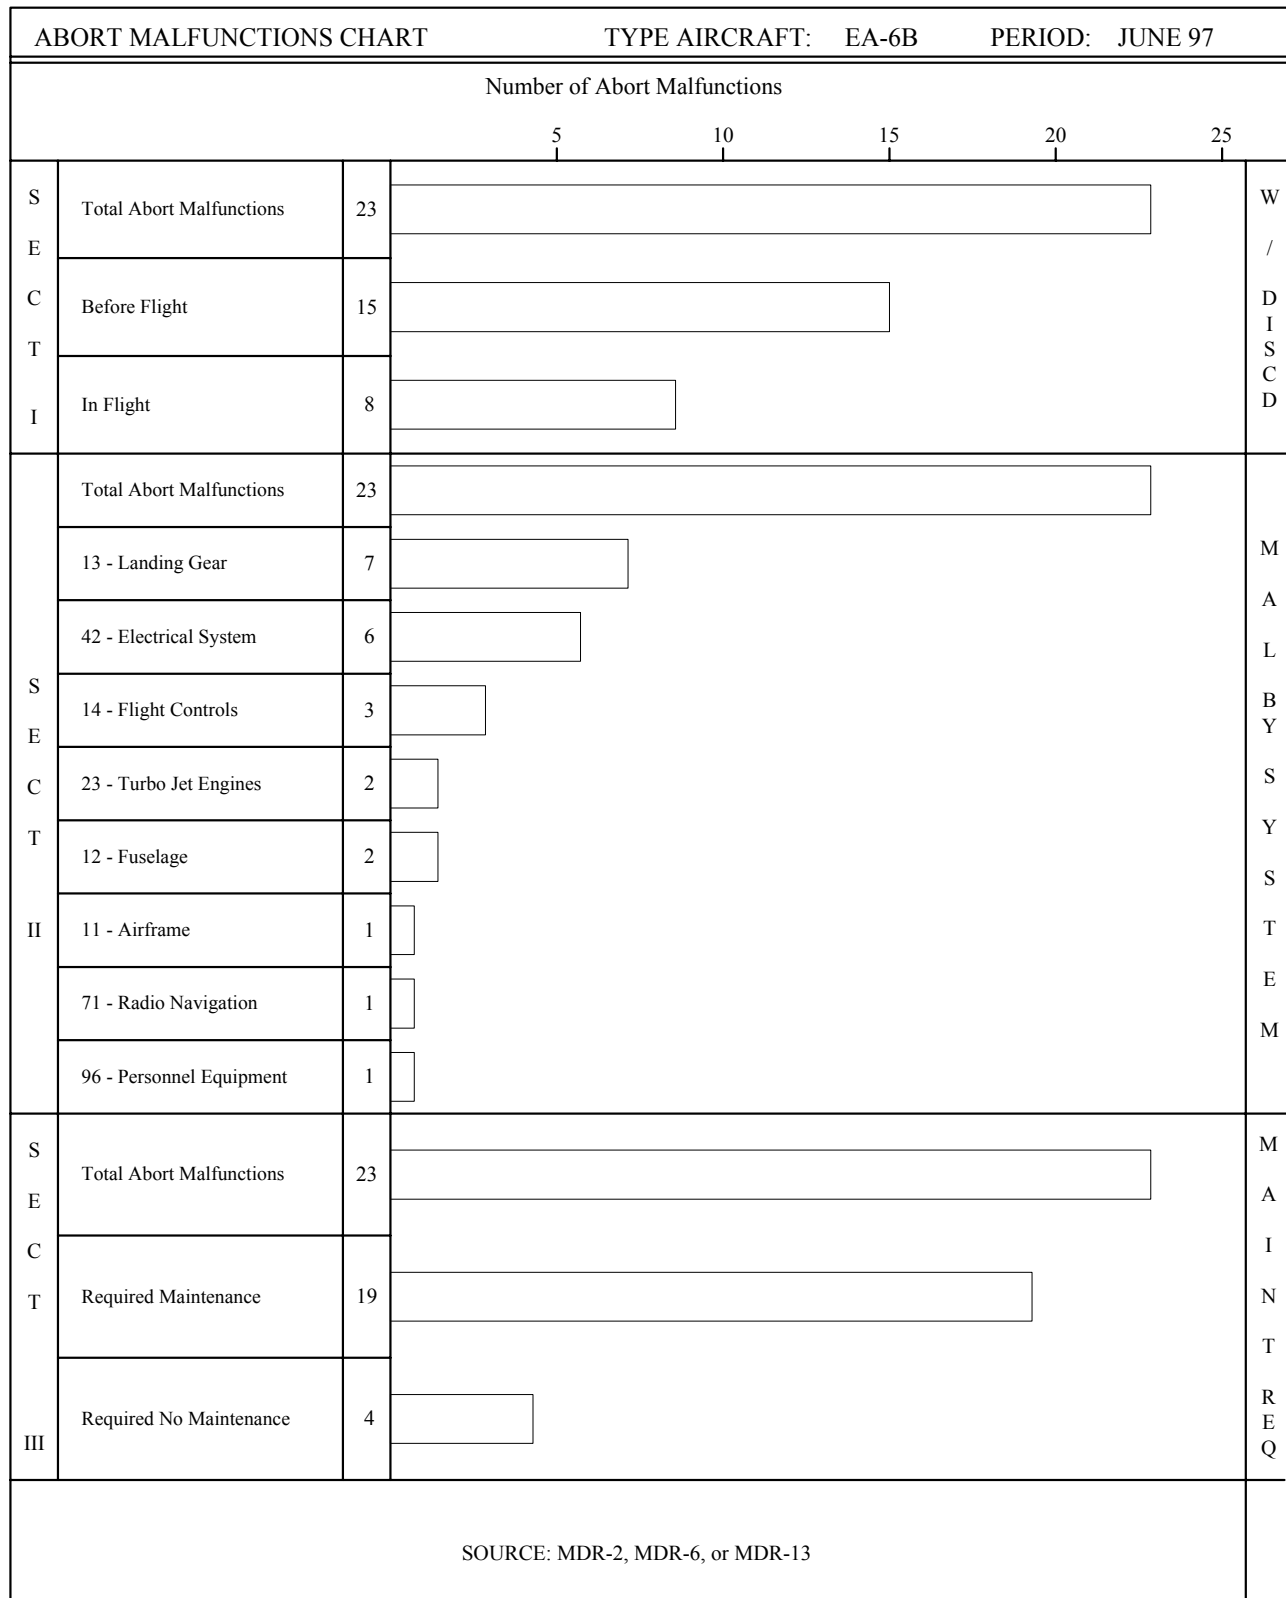 ABORT MALFUNCTIONS CHART TYPE AIRCRAFT: EA-6B PERIOD: JUNE 97
Number of Abort Malfunctions
5 10 15 20 25
SECT I
Total Abort Malfunctions 23
Before Flight 15
In Flight 8
W/DISCD
SECT II
Total Abort Malfunctions 23
13 - Landing Gear 7
42 - Electrical System 6
14 - Flight Controls 3
23 - Turbo Jet Engines 2
12 - Fuselage 2
11 - Airframe 1
71 - Radio Navigation 1
96 - Personnel Equipment 1
MAL BY SYSTEM
SECT III
Total Abort Malfunctions 23
Required Maintenance 19
Required No Maintenance 4
MAINT REQ
SOURCE: MDR-2, MDR-6, or MDR-13